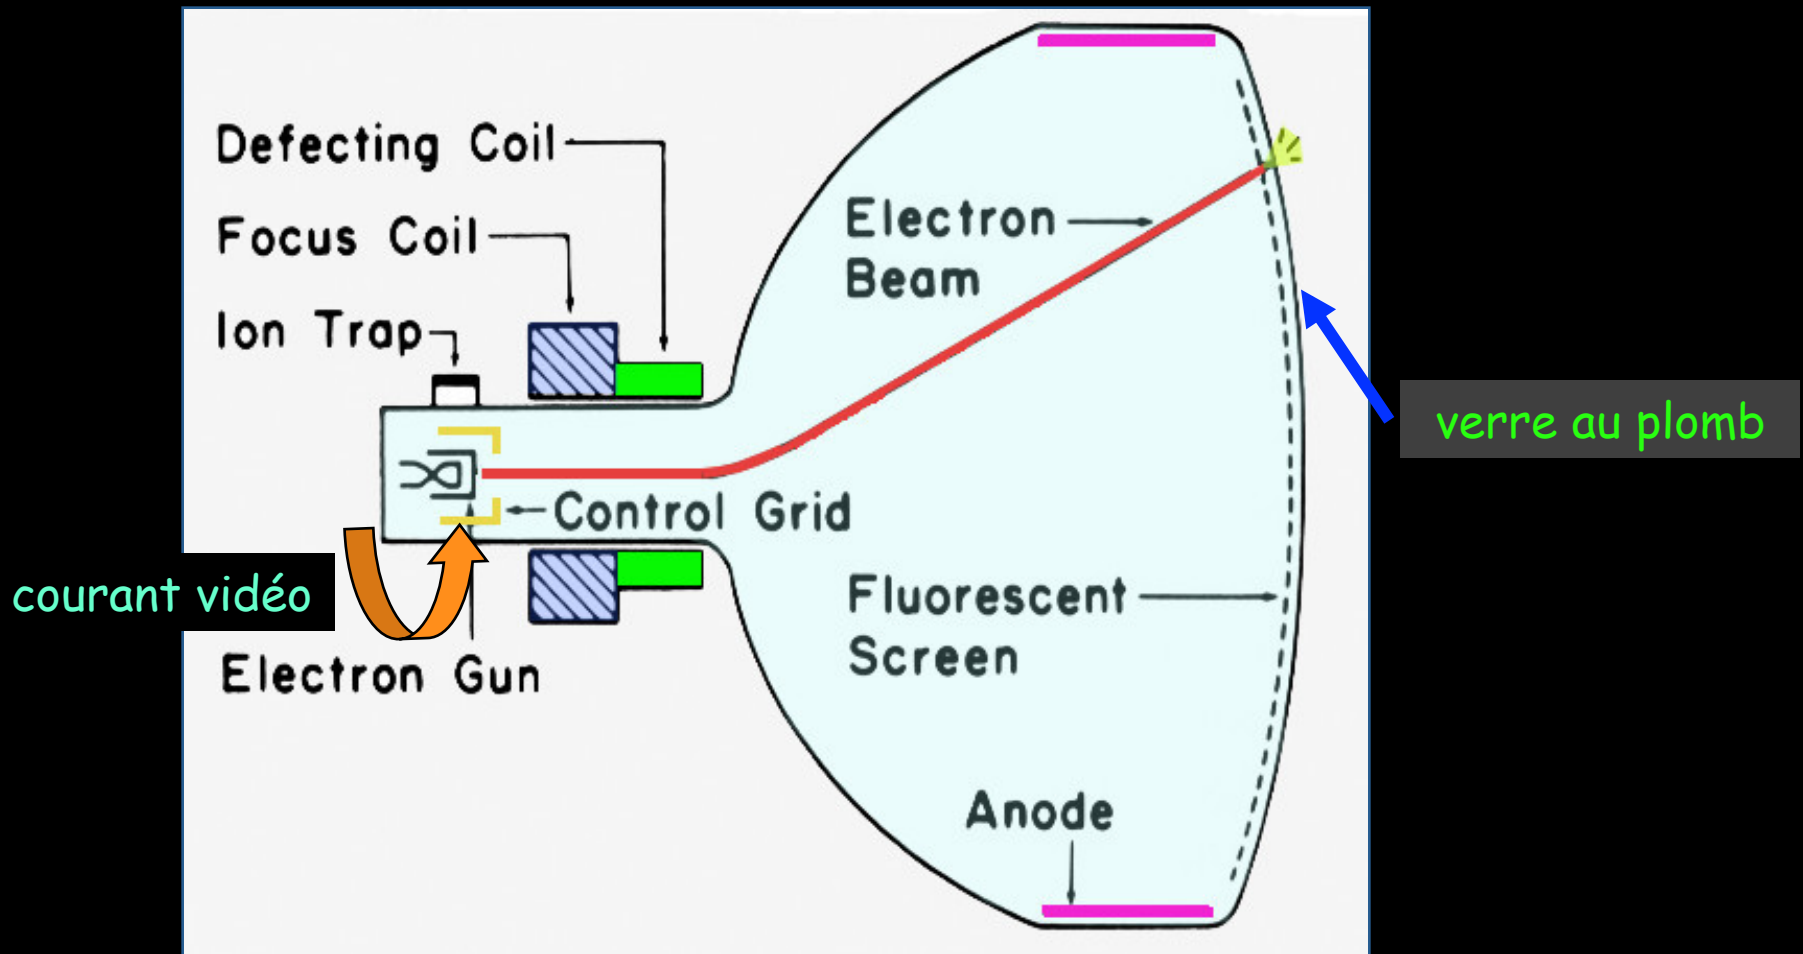 Defecting Coil
Focus Coil
Ion Trap
Electron
Beam
verre au plomb
Control Grid
courant vidéo
Fluorescent
Screen
Electron Gun
Anode